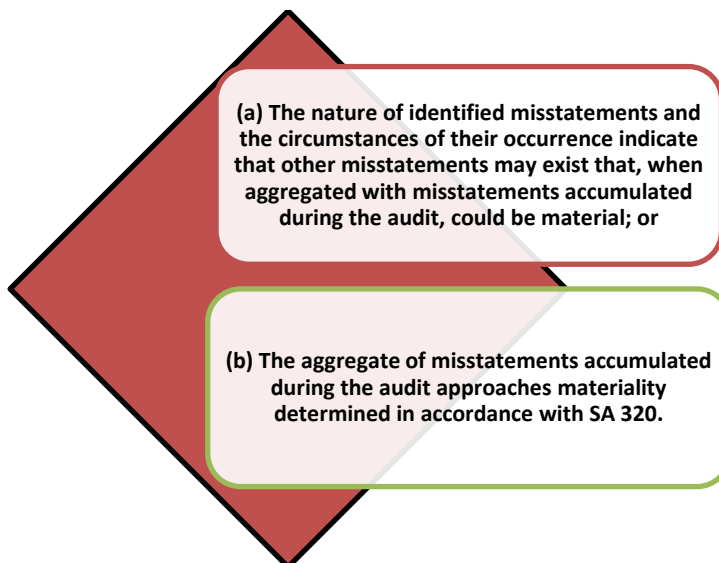 (a) The nature of identified misstatements and
the circumstances of their occurrence indicate
that other misstatements may exist that, when
aggregated with misstatements accumulated
during the audit, could be material; or
(b) The aggregate of misstatements accumulated
during the audit approaches materiality
determined in accordance with SA 320.